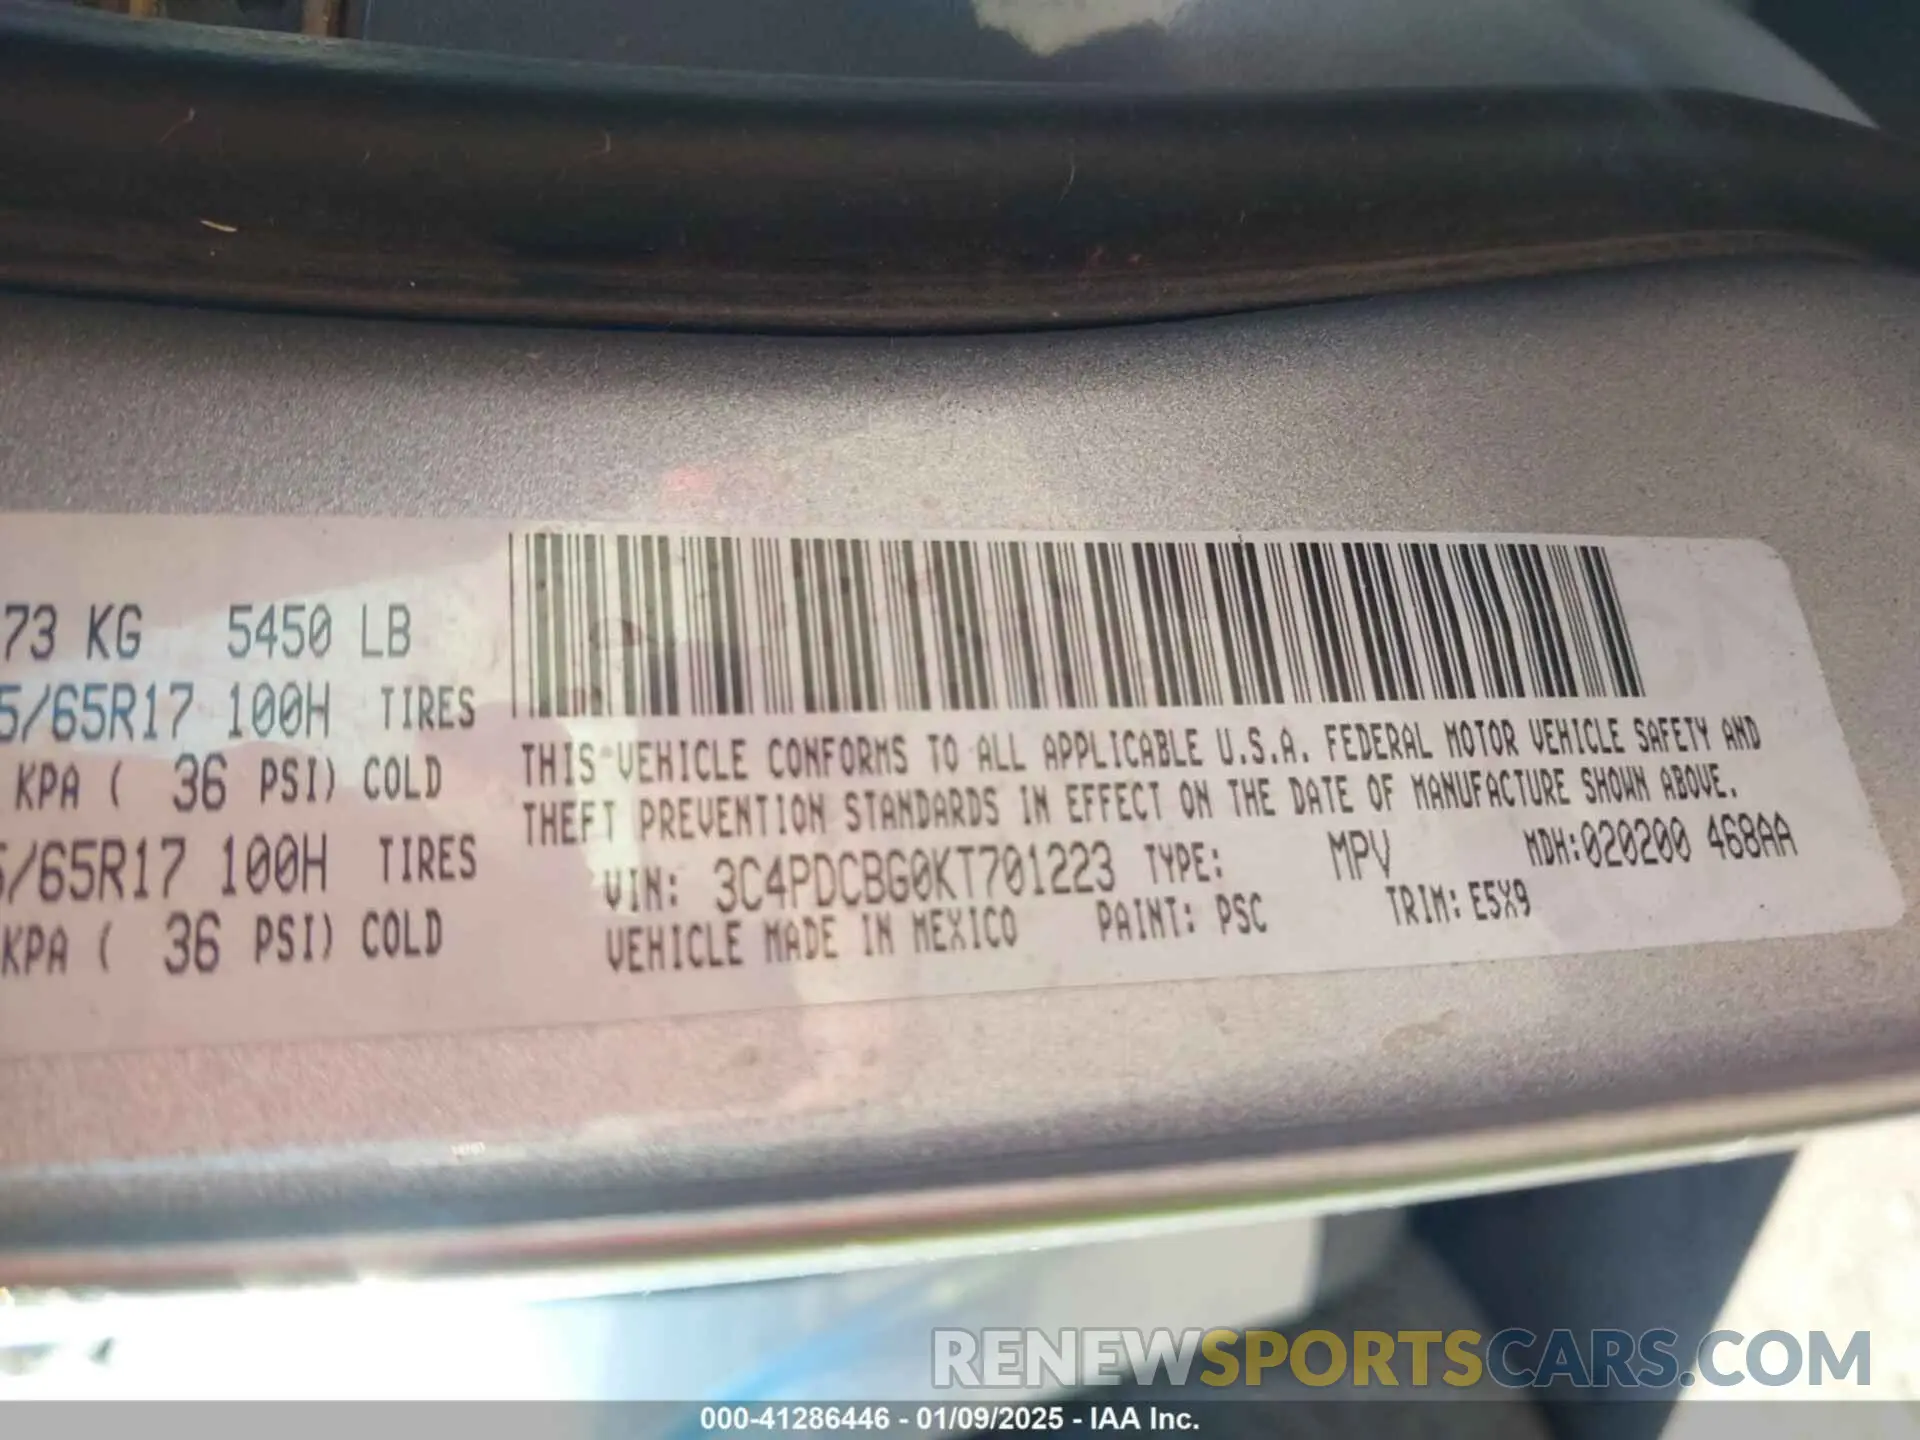 73 KG 5450 LB
5/65R17 100H TIRES
KPA ( 36 PSI) COLD
5/65R17 100H TIRES
KPA ( 36 PSI) COLD
THIS VEHICLE CONFORMS TO ALL APPLICABLE U.S.A. FEDERAL MOTOR VEHICLE SAFETY AND
THEFT PREVENTION STANDARDS IN EFFECT ON THE DATE OF MANUFACTURE SHOWN ABOVE.
VIN: 3C4PDCBG0KT701223 TYPE: MPV MDH:020200 468AA
VEHICLE MADE IN MEXICO PAINT: PSC TRIM: E5X9
RENEWSPORTSCARS.COM
000-41286446 - 01/09/2025 - IAA Inc.